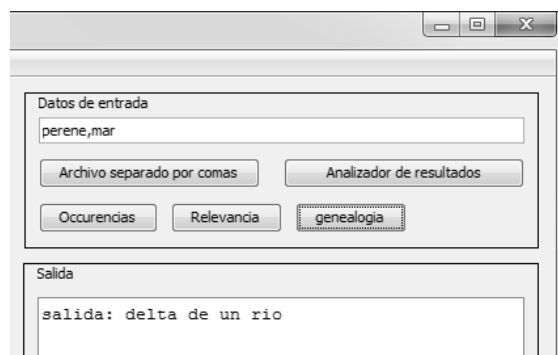 Datos de entrada
perene,mar
Archivo separado por comas Analizador de resultados
Occurencias Relevancia genealogia
Salida
salida: delta de un rio